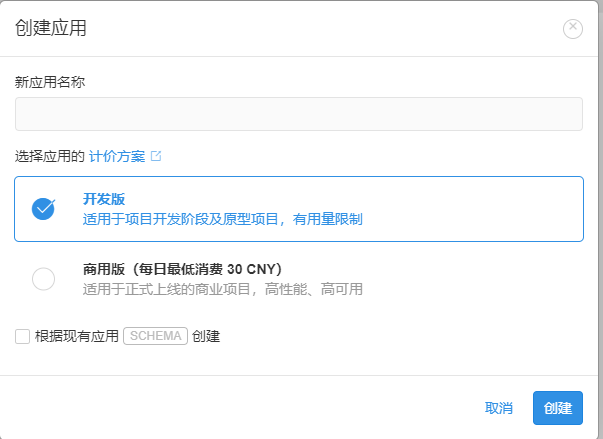 创建应用
新应用名称
选择应用的 计价方案
开发版
适用于项目开发阶段及原型项目，有用量限制
商用版（每日最低消费 30 CNY）
适用于正式上线的商业项目，高性能、高可用
根据现有应用 SCHEMA 创建
取消 创建